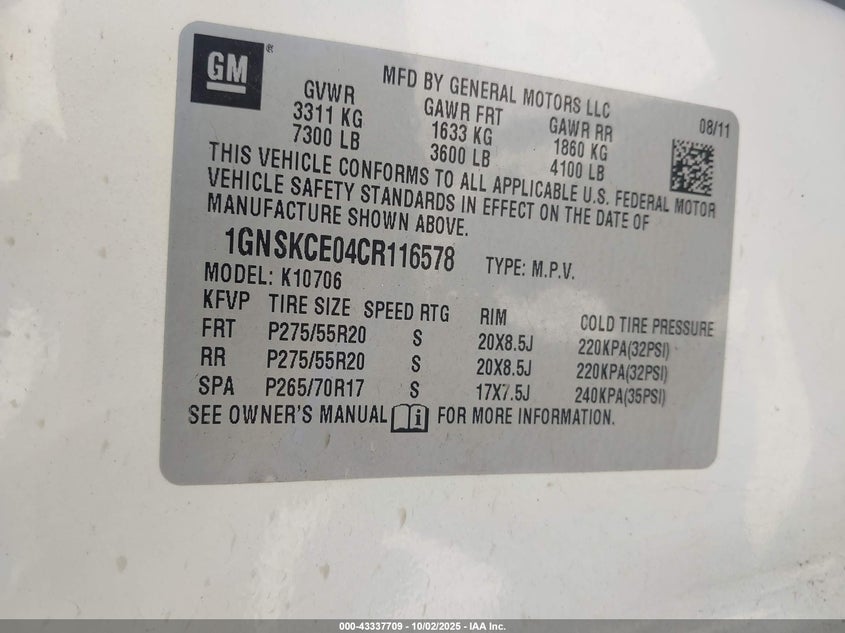 GM ®
MFD BY GENERAL MOTORS LLC
GVWR GAWR FRT GAWR RR 08/11
3311 KG 1633 KG 1860 KG
7300 LB 3600 LB 4100 LB
THIS VEHICLE CONFORMS TO ALL APPLICABLE U.S. FEDERAL MOTOR
VEHICLE SAFETY STANDARDS IN EFFECT ON THE DATE OF
MANUFACTURE SHOWN ABOVE.
1GNSKCE04CR116578 TYPE: M.P.V.
MODEL: K10706
KFVP TIRE SIZE SPEED RTG RIM COLD TIRE PRESSURE
FRT P275/55R20 S 20X8.5J 220KPA(32PSI)
RR P275/55R20 S 20X8.5J 220KPA(32PSI)
SPA P265/70R17 S 17X7.5J 240KPA(35PSI)
SEE OWNER'S MANUAL FOR MORE INFORMATION.
000-43337709 - 10/02/2025 - IAA Inc.